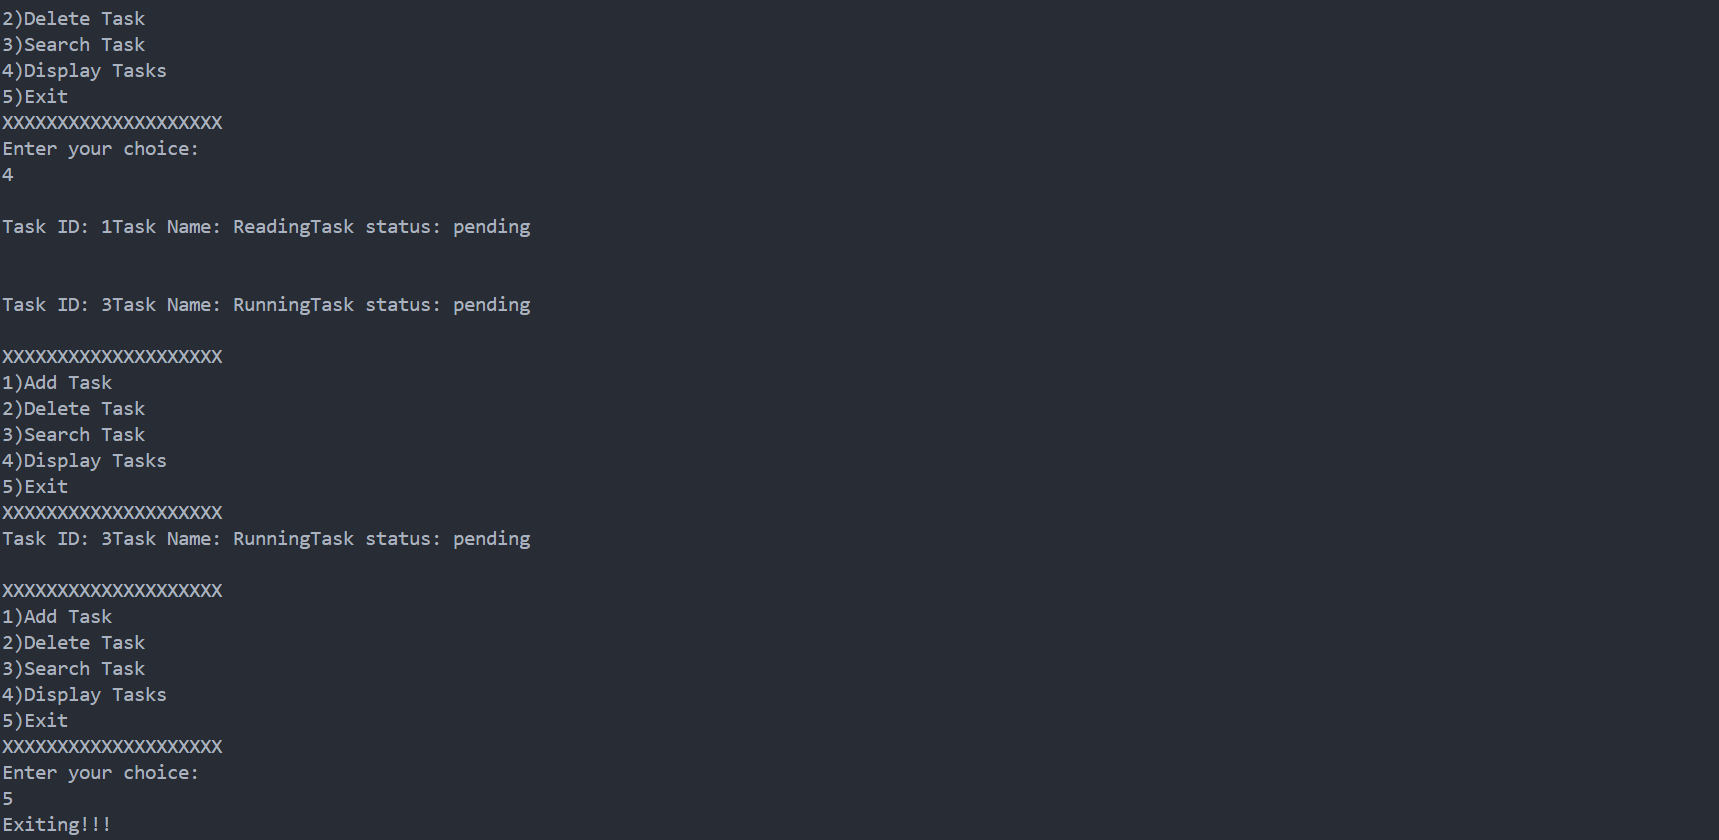 2)Delete Task
3)Search Task
4)Display Tasks
5)Exit
XXXXXXXXXXXXXXXXXXXX
Enter your choice:
4
Task ID: 1Task Name: ReadingTask status: pending
Task ID: 3Task Name: RunningTask status: pending
XXXXXXXXXXXXXXXXXXXX
1)Add Task
2)Delete Task
3)Search Task
4)Display Tasks
5)Exit
XXXXXXXXXXXXXXXXXXXX
Task ID: 3Task Name: RunningTask status: pending
XXXXXXXXXXXXXXXXXXXX
1)Add Task
2)Delete Task
3)Search Task
4)Display Tasks
5)Exit
XXXXXXXXXXXXXXXXXXXX
Enter your choice:
5
Exiting!!!